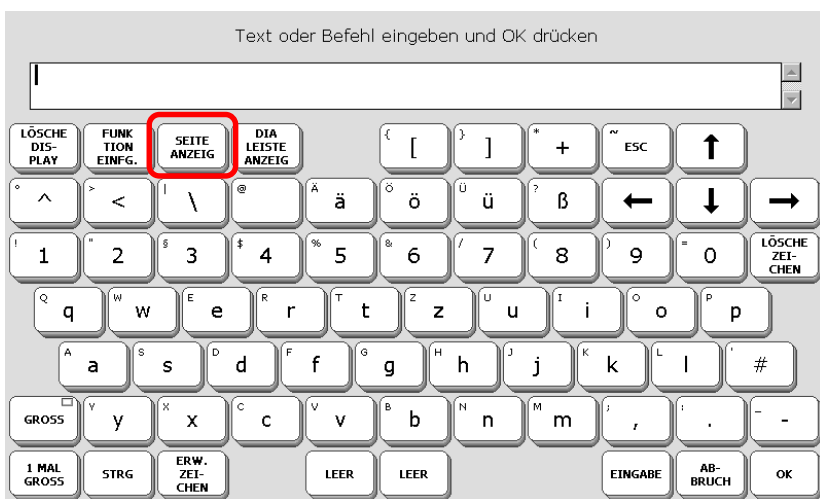 Text oder Befehl eingeben und OK drücken
LÖSCHE DIS- PLAY FUNK TION EINFG. SEITE ANZEIG DIA LEISTE ANZEIG { [ } ] * + ~ ESC ↑
° ^ > < | \ @ Ä ä Ö ö Ü ü ? ß ← ↓ →
! 1 " 2 § 3 $ 4 % 5 & 6 / 7 ( 8 ) 9 = 0 LÖSCHE ZEI- CHEN
Q q W w E e R r T t Z z U u I i O o P p
A a S s D d F f G g H h J j K k L l ' #
GROSS Y y X x C c V v B b N n M m ; , : . _ -
1 MAL GROSS STRG ERW. ZEI- CHEN LEER LEER EINGABE AB- BRUCH OK